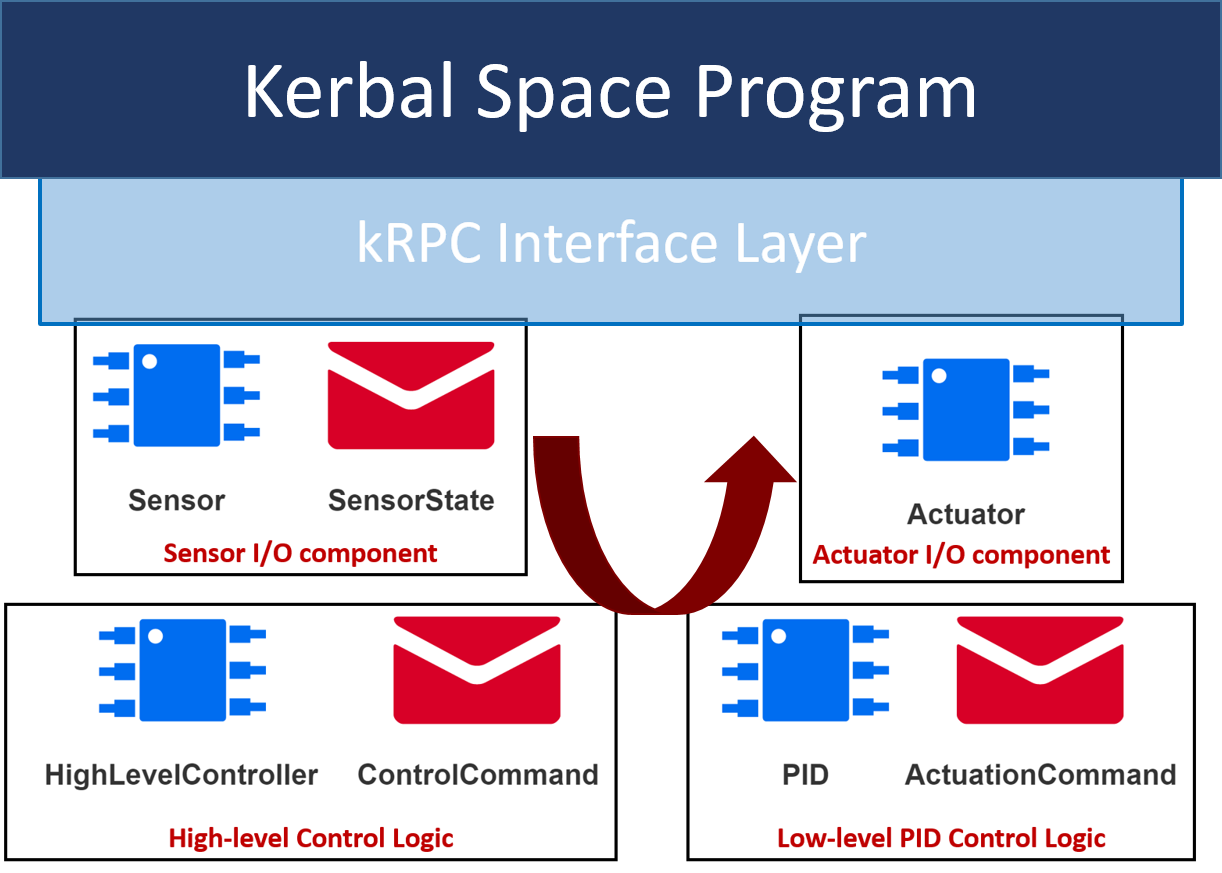 Kerbal Space Program
kRPC Interface Layer
Sensor
SensorState
Sensor I/O component
Actuator
Actuator I/O component
HighLevelController
ControlCommand
High-level Control Logic
PID
ActuationCommand
Low-level PID Control Logic